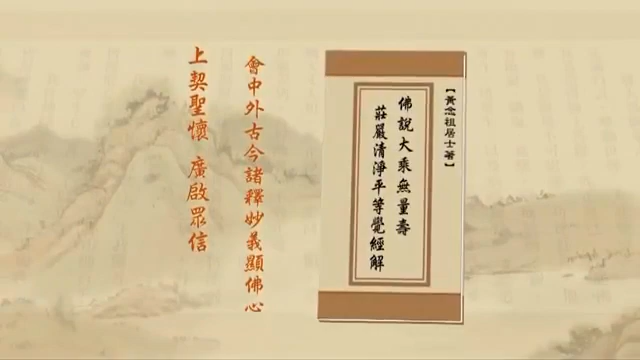 【黃念祖居士著】
佛說大乘無量壽
莊嚴清淨平等覺經解
會中外古今諸釋妙義顯佛心
上契聖懷 廣啟眾信